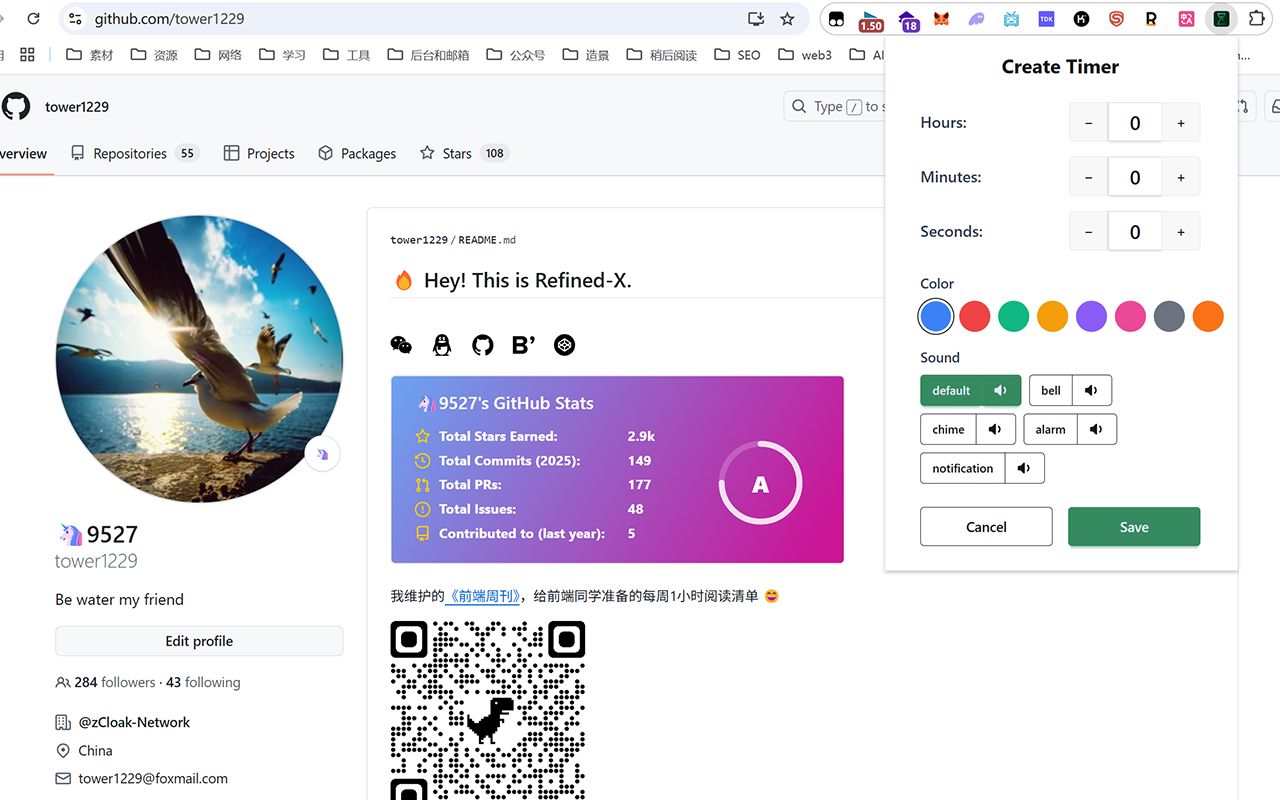 github.com/tower1229
1.50
18
TDK
素材
资源
网络
学习
工具
后台和邮箱
公众号
造景
稍后阅读
SEO
web3
AI
tower1229
Type / to s
verview
Repositories 55
Projects
Packages
Stars 108
tower1229 / README.md
🔥 Hey! This is Refined-X.
🦄9527's GitHub Stats
Total Stars Earned: 2.9k
Total Commits (2025): 149
Total PRs: 177
Total Issues: 48
Contributed to (last year): 5
A
我维护的《前端周刊》，给前端同学准备的每周1小时阅读清单 😄
🦄9527
tower1229
Be water my friend
Edit profile
284 followers · 43 following
@zCloak-Network
China
tower1229@foxmail.com
Create Timer
Hours: − 0 +
Minutes: − 0 +
Seconds: − 0 +
Color
Sound
default
bell
chime
alarm
notification
Cancel
Save